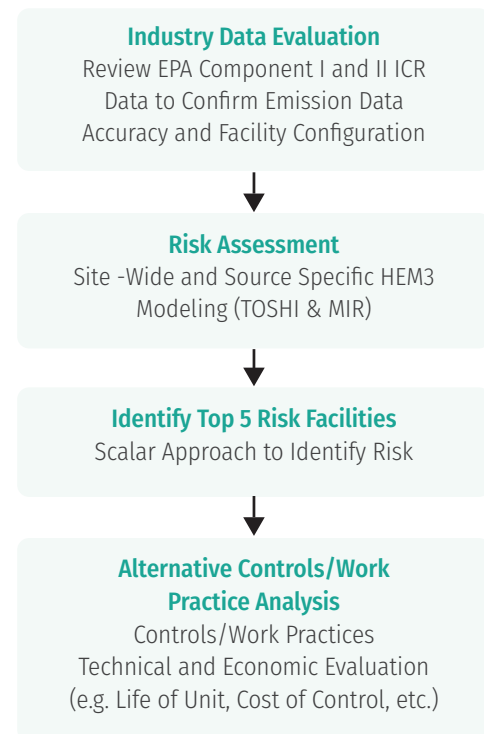 Industry Data Evaluation
Review EPA Component I and II ICR
Data to Confirm Emission Data
Accuracy and Facility Configuration
Risk Assessment
Site -Wide and Source Specific HEM3
Modeling (TOSHI & MIR)
Identify Top 5 Risk Facilities
Scalar Approach to Identify Risk
Alternative Controls/Work
Practice Analysis
Controls/Work Practices
Technical and Economic Evaluation
(e.g. Life of Unit, Cost of Control, etc.)